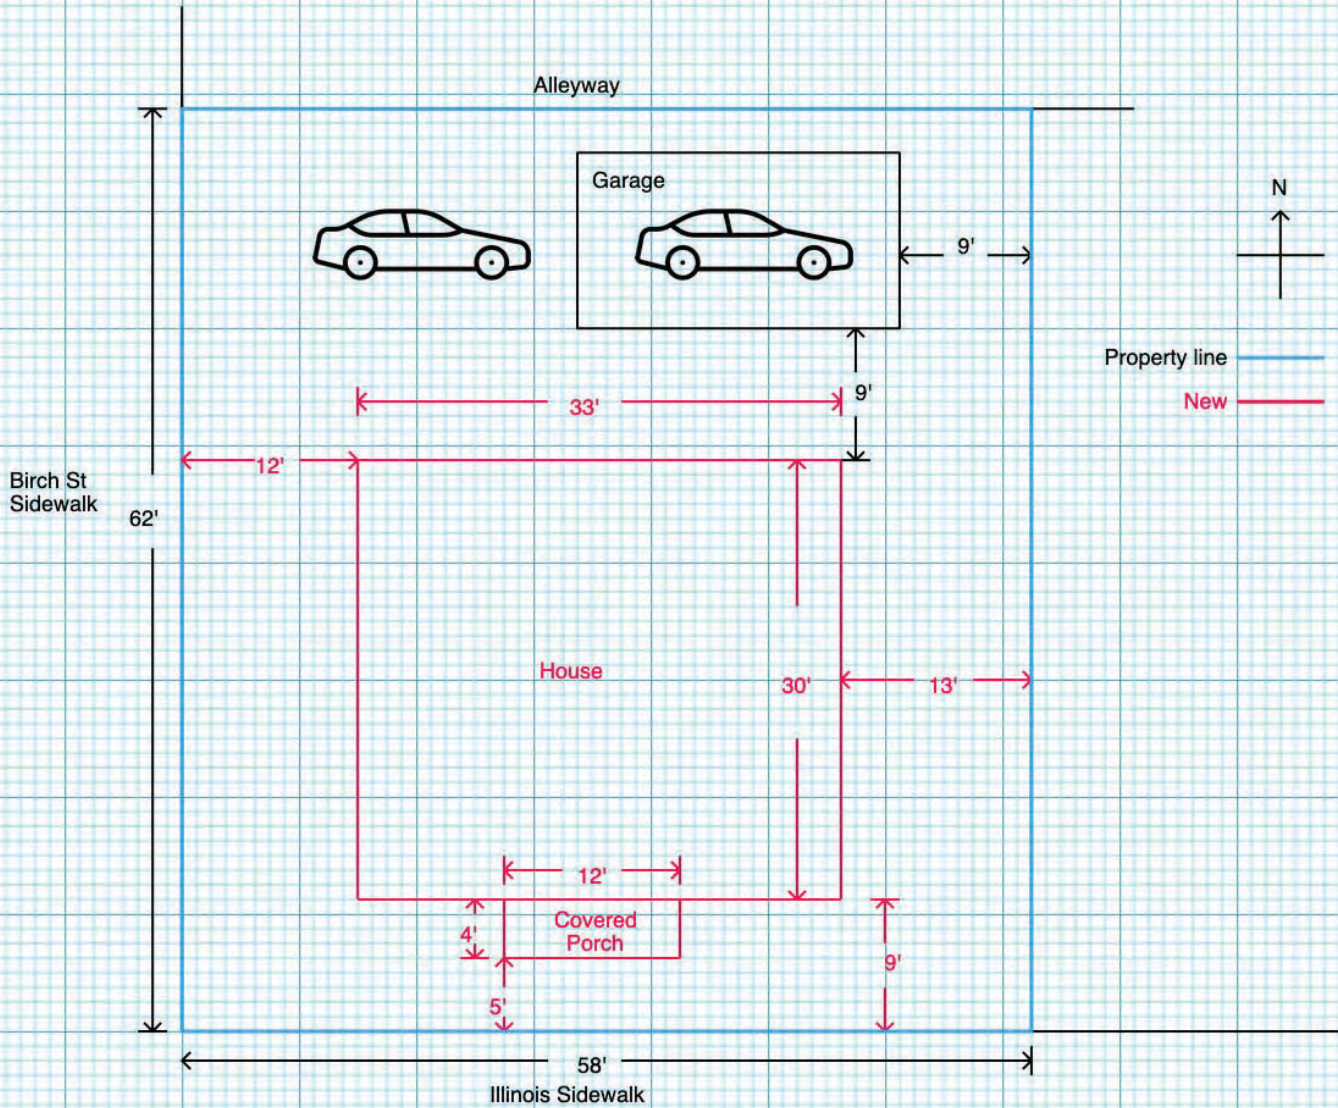 Alleyway
Garage
9'
N
Property line
New
9'
33'
12'
Birch St
Sidewalk
62'
House
30'
13'
12'
Covered
Porch
4'
9'
5'
58'
Illinois Sidewalk